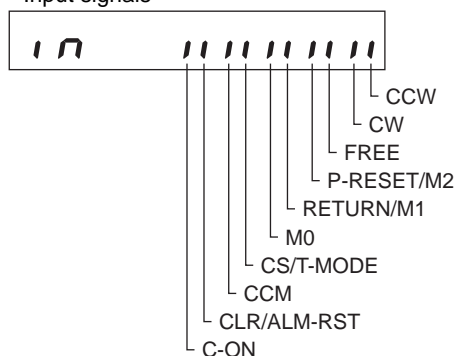 Input signals
in
CCW
CW
FREE
P-RESET/M2
RETURN/M1
M0
CS/T-MODE
CCM
CLR/ALM-RST
C-ON